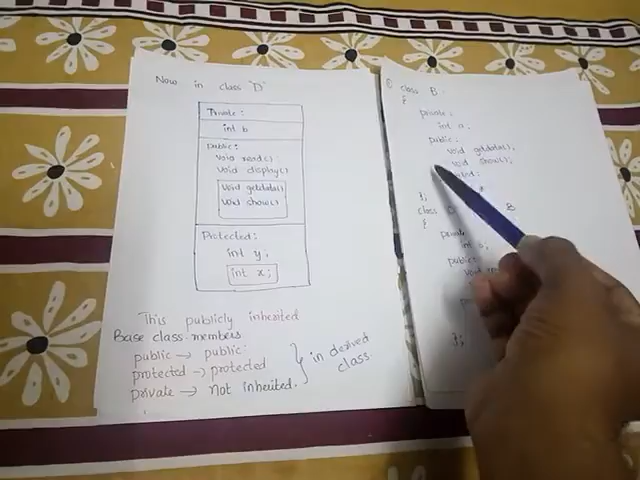 Now in class "D"
Private:
int b
public:
void read()
void display()
void getdata()
void show()
Protected:
int y;
int x;
This publicly inherited
Base class members
public → public
protected → protected
private → not inherited.
in derived
class.
① class B
{
private:
int a;
public:
void getdata();
void show();
};
class
B
{
int b;
public:
};